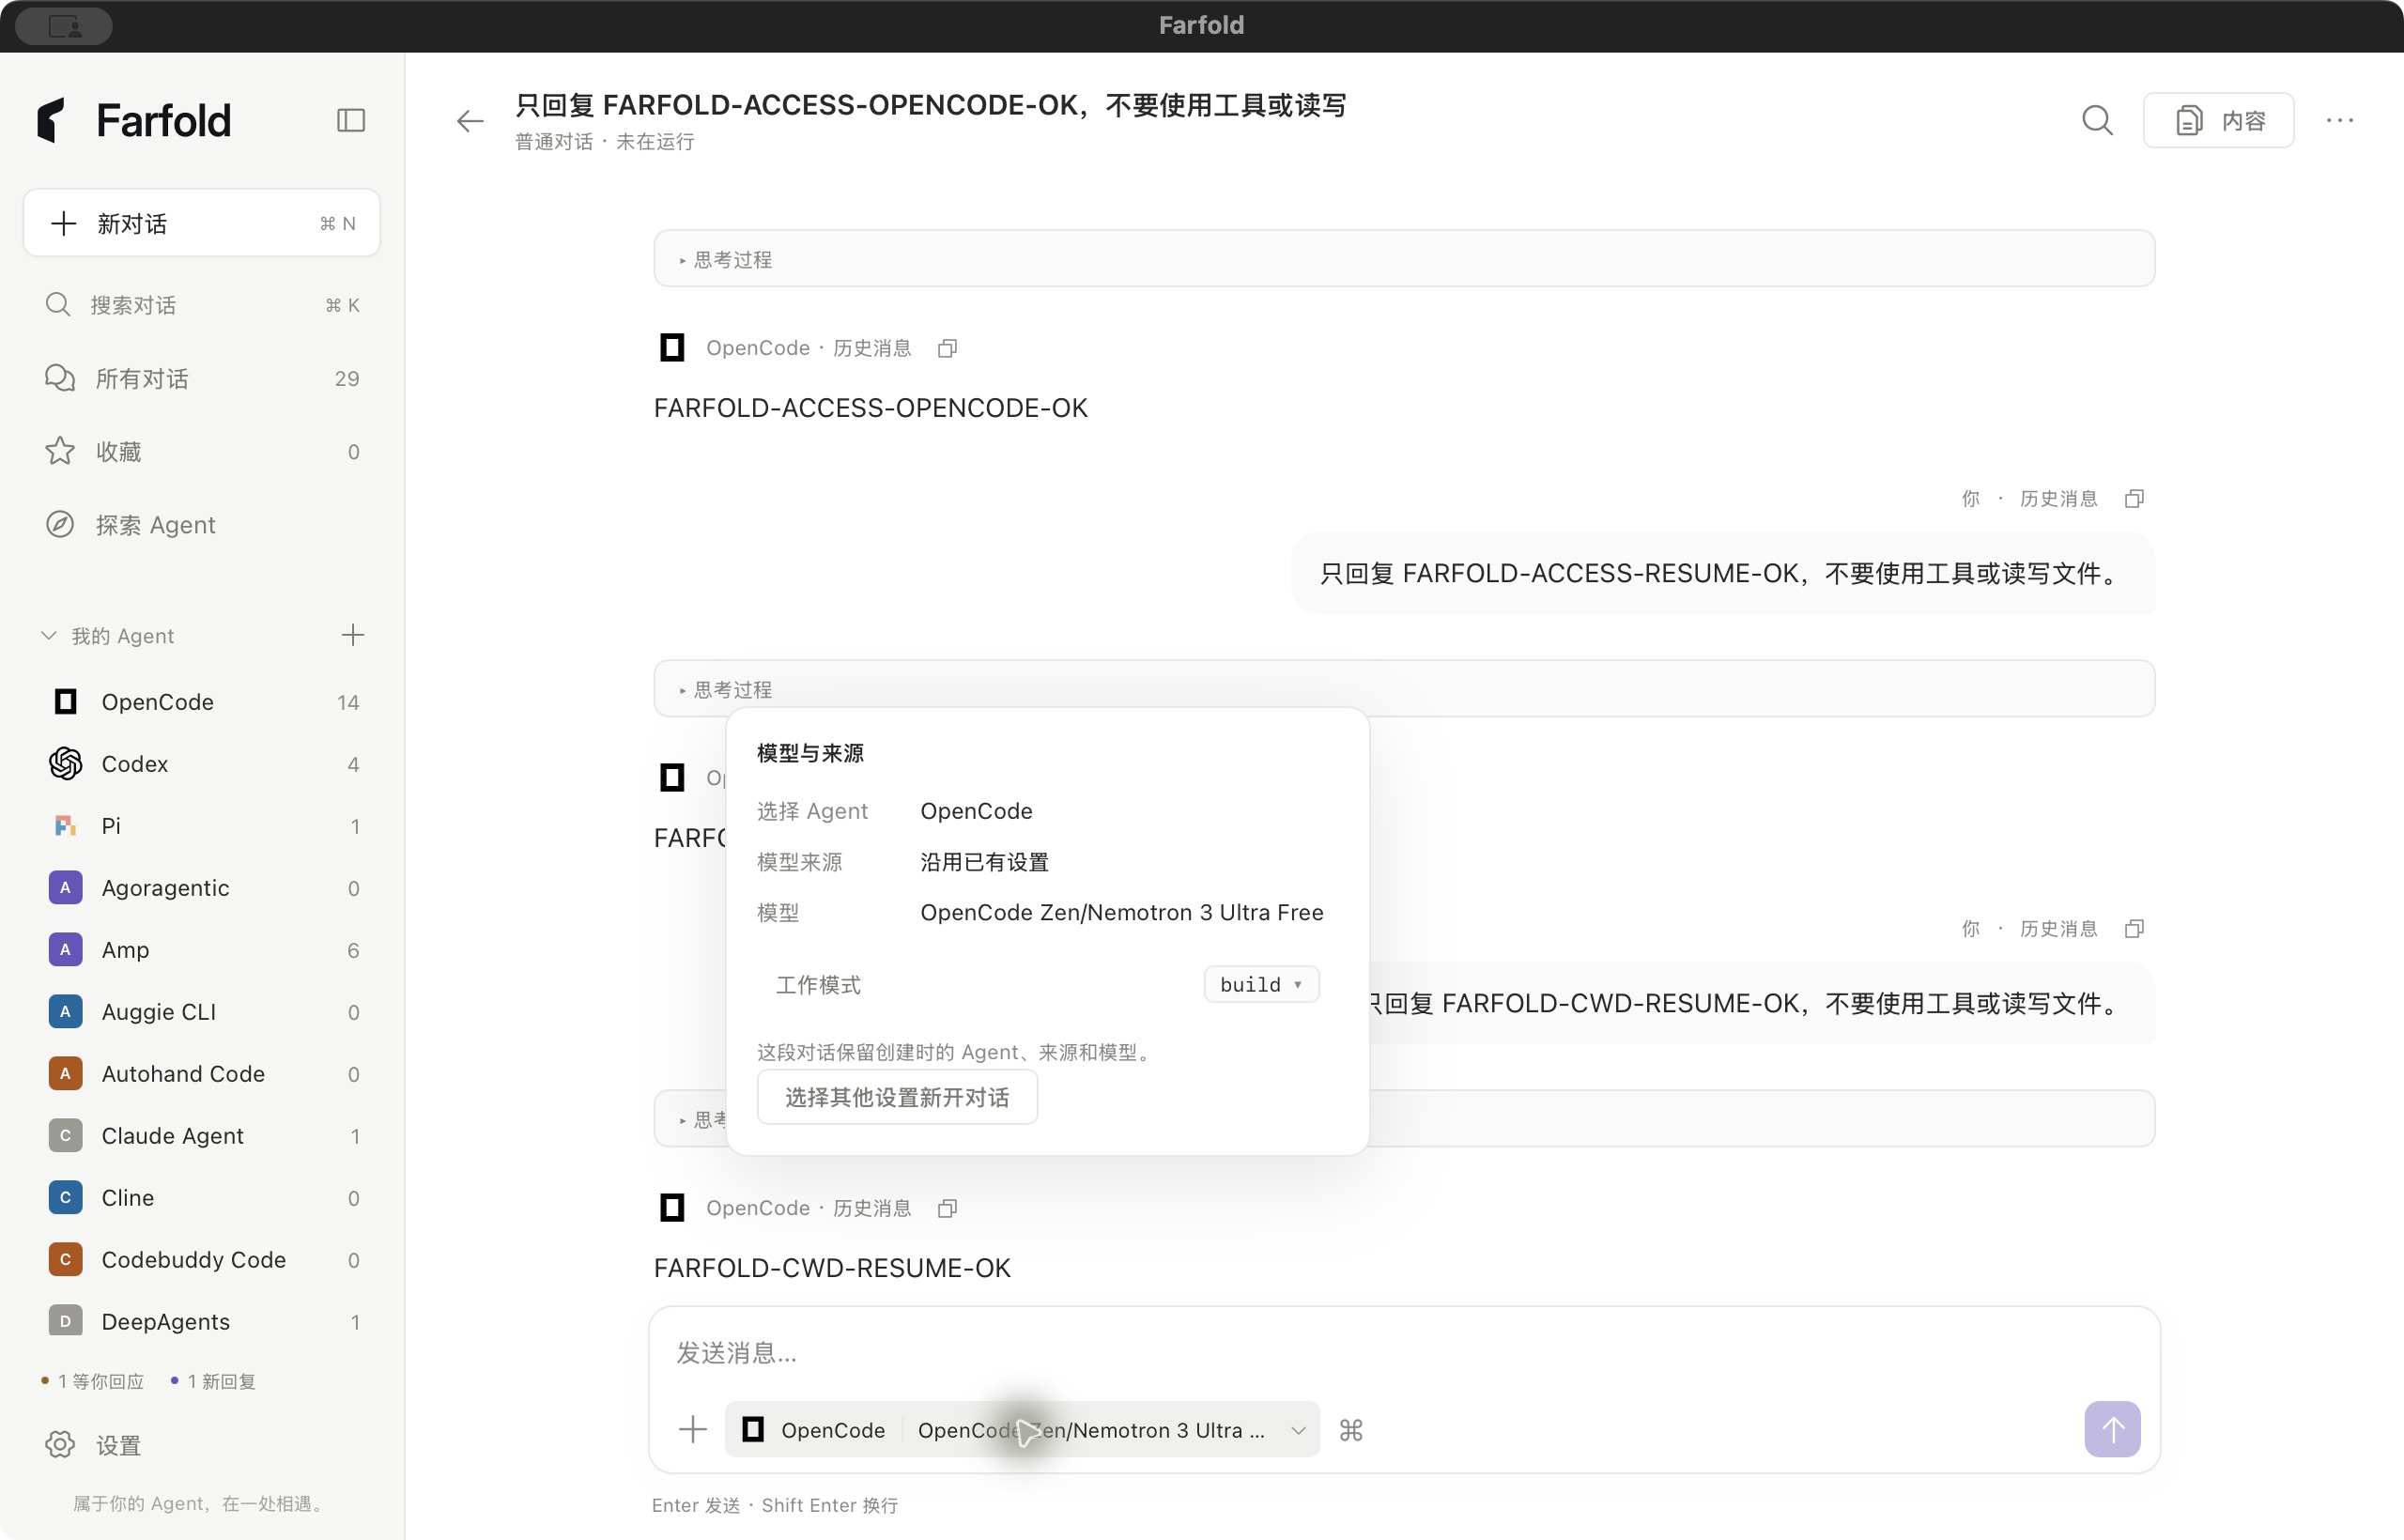 Farfold
Farfold
新对话 ⌘ N
搜索对话 ⌘ K
所有对话 29
收藏 0
探索 Agent
我的 Agent
OpenCode 14
Codex 4
Pi 1
A Agoragentic 0
A Amp 6
A Auggie CLI 0
A Autohand Code 0
C Claude Agent 1
C Cline 0
C Codebuddy Code 0
D DeepAgents 1
1 等你回应 1 新回复
设置
属于你的 Agent，在一处相遇。
只回复 FARFOLD-ACCESS-OPENCODE-OK，不要使用工具或读写
普通对话 · 未在运行
内容
思考过程
OpenCode · 历史消息
FARFOLD-ACCESS-OPENCODE-OK
你 · 历史消息
只回复 FARFOLD-ACCESS-RESUME-OK，不要使用工具或读写文件。
思考过程
模型与来源
选择 Agent OpenCode
模型来源 沿用已有设置
模型 OpenCode Zen/Nemotron 3 Ultra Free
工作模式 build
这段对话保留创建时的 Agent、来源和模型。
选择其他设置新开对话
你 · 历史消息
只回复 FARFOLD-CWD-RESUME-OK，不要使用工具或读写文件。
OpenCode · 历史消息
FARFOLD-CWD-RESUME-OK
发送消息...
OpenCode OpenCode Zen/Nemotron 3 Ultra ... ⌘
Enter 发送 · Shift Enter 换行